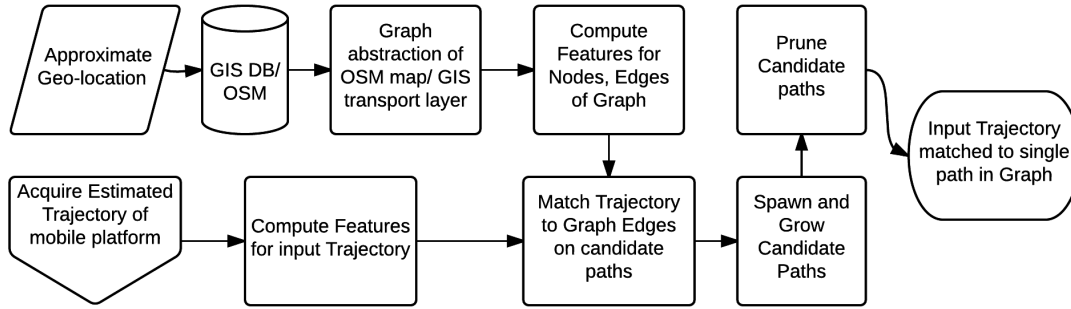 Approximate
Geo-location
GIS DB/
OSM
Graph
abstraction of
OSM map/ GIS
transport layer
Compute
Features for
Nodes, Edges
of Graph
Prune
Candidate
paths
Input Trajectory
matched to single
path in Graph
Acquire Estimated
Trajectory of
mobile platform
Compute Features
for input Trajectory
Match Trajectory
to Graph Edges
on candidate
paths
Spawn and
Grow
Candidate
Paths